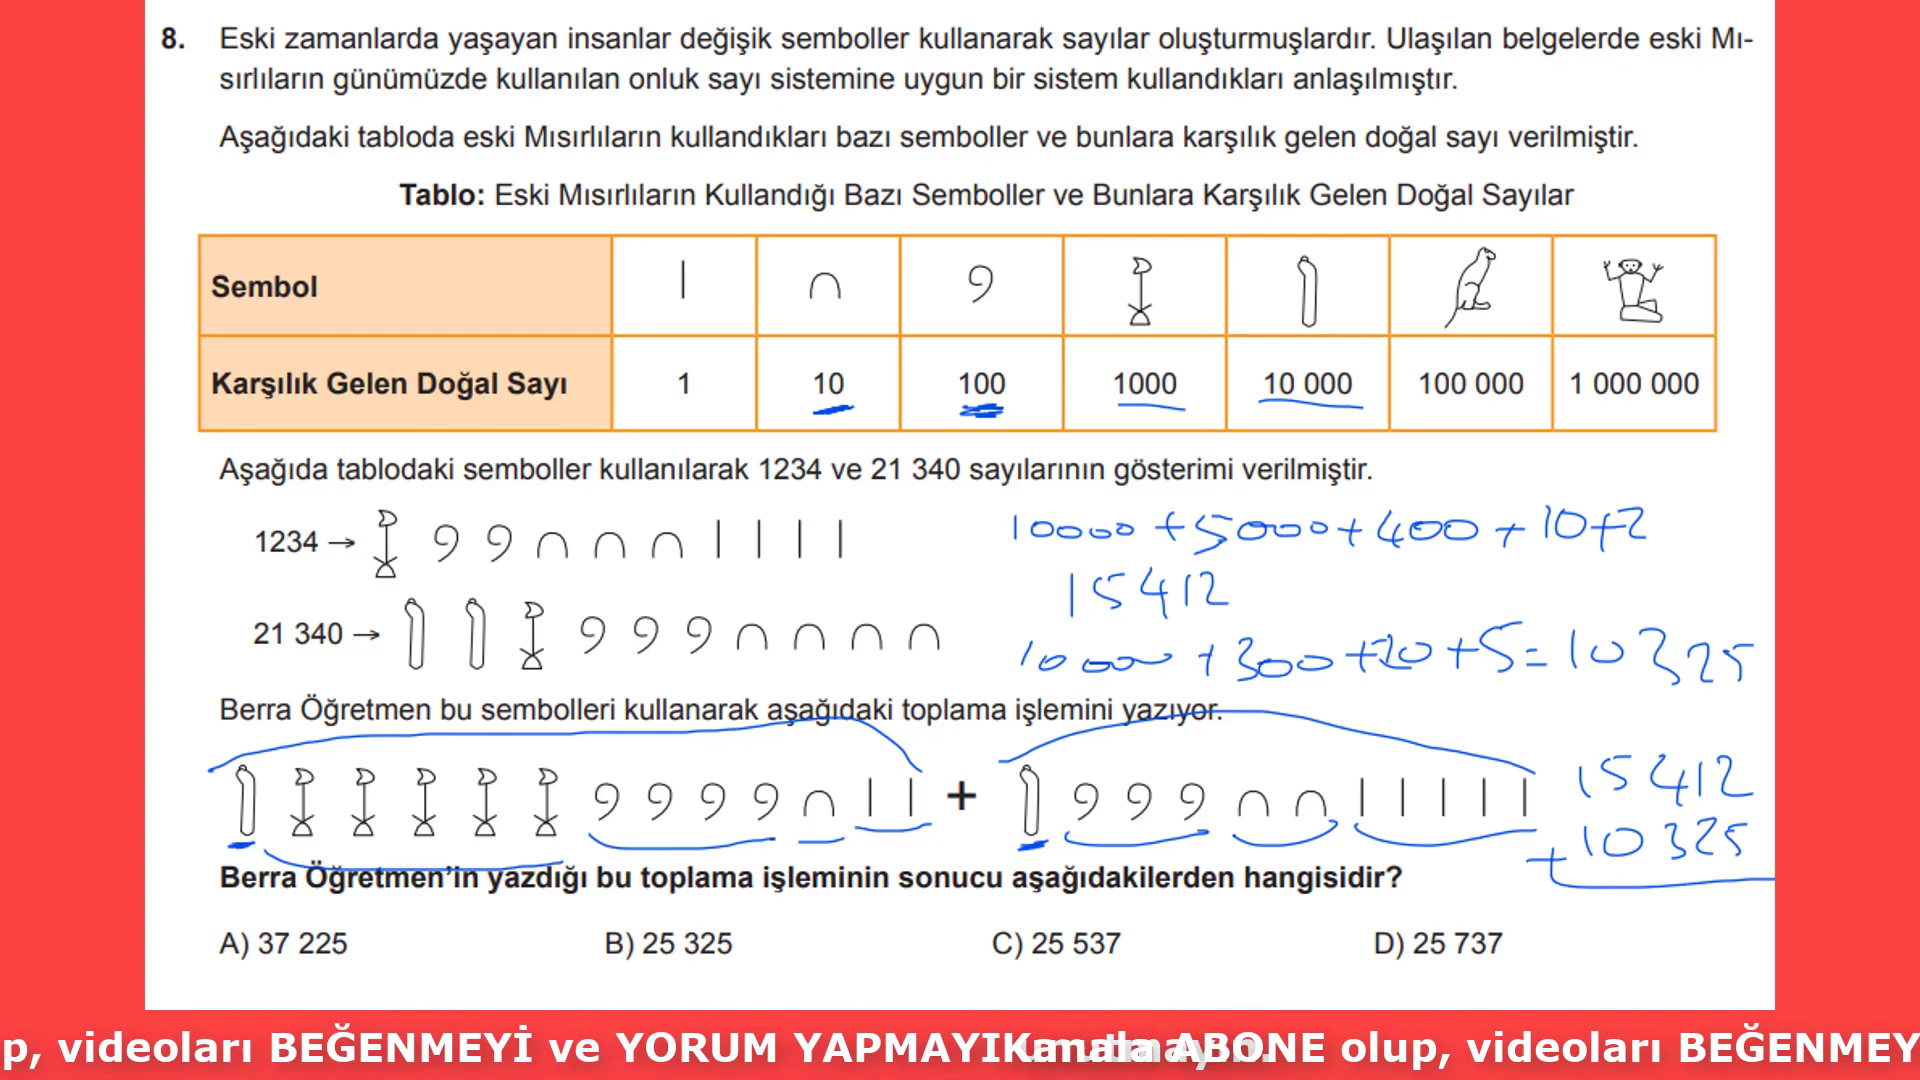 8. Eski zamanlarda yaşayan insanlar değişik semboller kullanarak sayılar oluşturmuşlardır. Ulaşılan belgelerde eski Mı-
sırlıların günümüzde kullanılan onluk sayı sistemine uygun bir sistem kullandıkları anlaşılmıştır.
Aşağıdaki tabloda eski Mısırlıların kullandıkları bazı semboller ve bunlara karşılık gelen doğal sayı verilmiştir.
Tablo: Eski Mısırlıların Kullandığı Bazı Semboller ve Bunlara Karşılık Gelen Doğal Sayılar
Sembol
Karşılık Gelen Doğal Sayı 1 10 100 1000 10 000 100 000 1 000 000
Aşağıda tablodaki semboller kullanılarak 1234 ve 21 340 sayılarının gösterimi verilmiştir.
1234 →
10000 + 5000 + 400 + 10 + 2
15412
21 340 →
10000 + 300 + 20 + 5 = 10325
Berra Öğretmen bu sembolleri kullanarak aşağıdaki toplama işlemini yazıyor.
+
15412
+ 10325
Berra Öğretmen'in yazdığı bu toplama işleminin sonucu aşağıdakilerden hangisidir?
A) 37 225 B) 25 325 C) 25 537 D) 25 737
p, videoları BEĞENMEYİ ve YORUM YAPMAYI ABONE olup, videoları BEĞENMEY